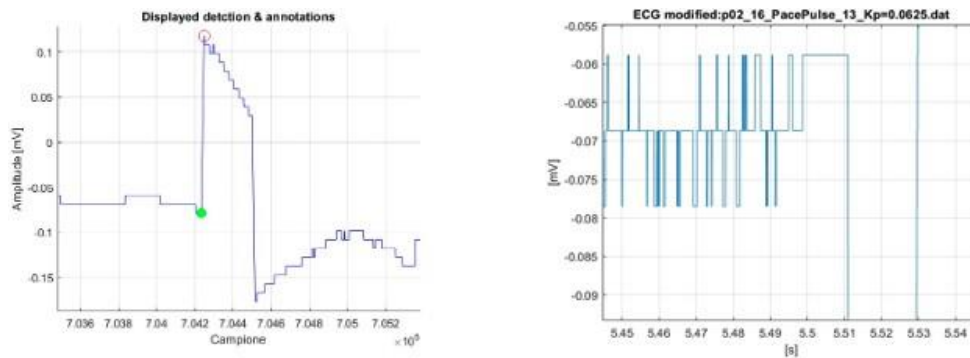 Displayed detction & annotations
Amplitude [mV]
0.1
0.05
0
-0.05
-0.1
-0.15
7.036 7.038 7.04 7.042 7.044 7.046 7.048 7.05 7.052
×10⁵
Campione
ECG modified:p02_16_PacePulse_13_Kp=0.0625.dat
[mV]
-0.055
-0.06
-0.065
-0.07
-0.075
-0.08
-0.085
-0.09
5.45 5.46 5.47 5.48 5.49 5.5 5.51 5.52 5.53 5.54
[s]